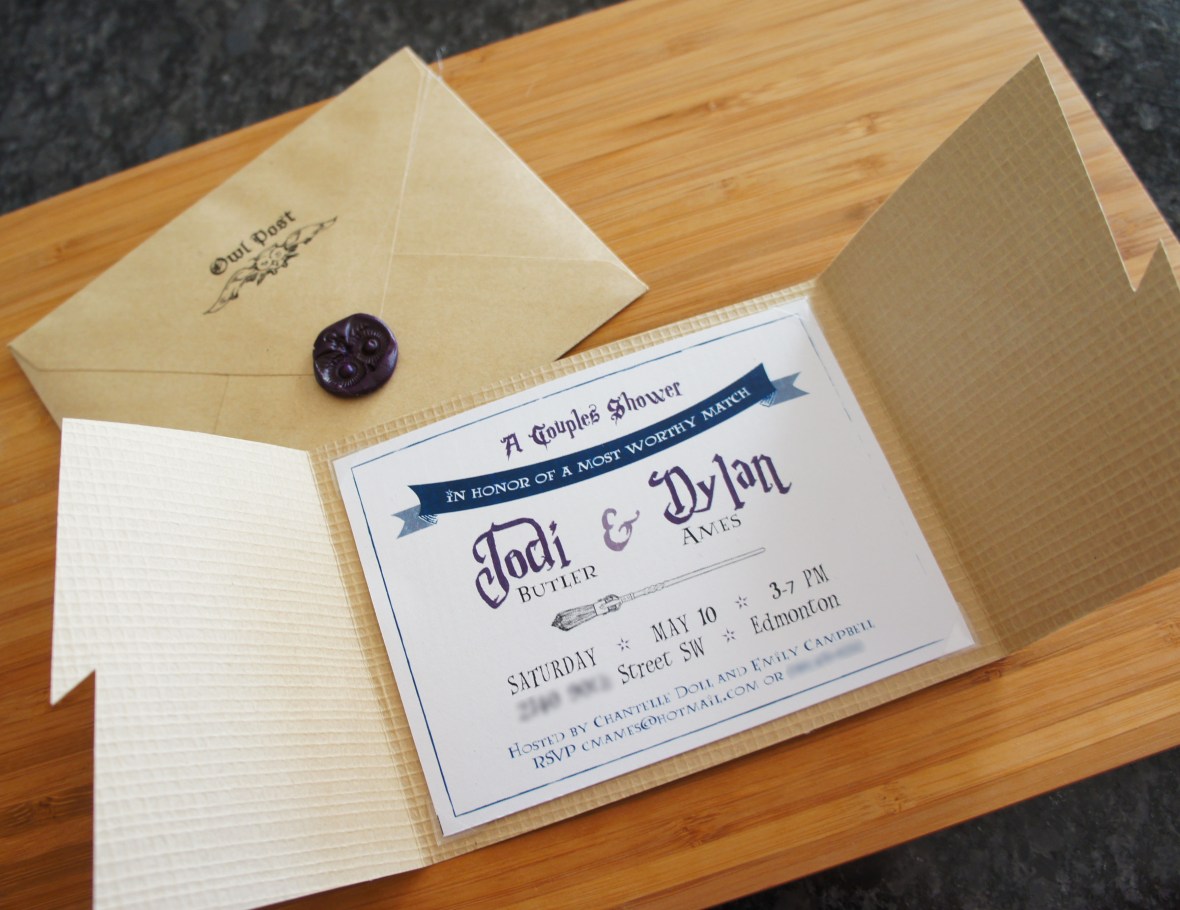 Owl Post
A Couples Shower
IN HONOR OF A MOST WORTHY MATCH
Jodi & Dylan
BUTLER AMES
SATURDAY ☆ MAY 10 ☆ 3-7 PM
Street SW ☆ Edmonton
HOSTED BY CHANTELLE DOLL AND EMILY CAMPBELL
RSVP CMAMES@HOTMAIL.COM OR